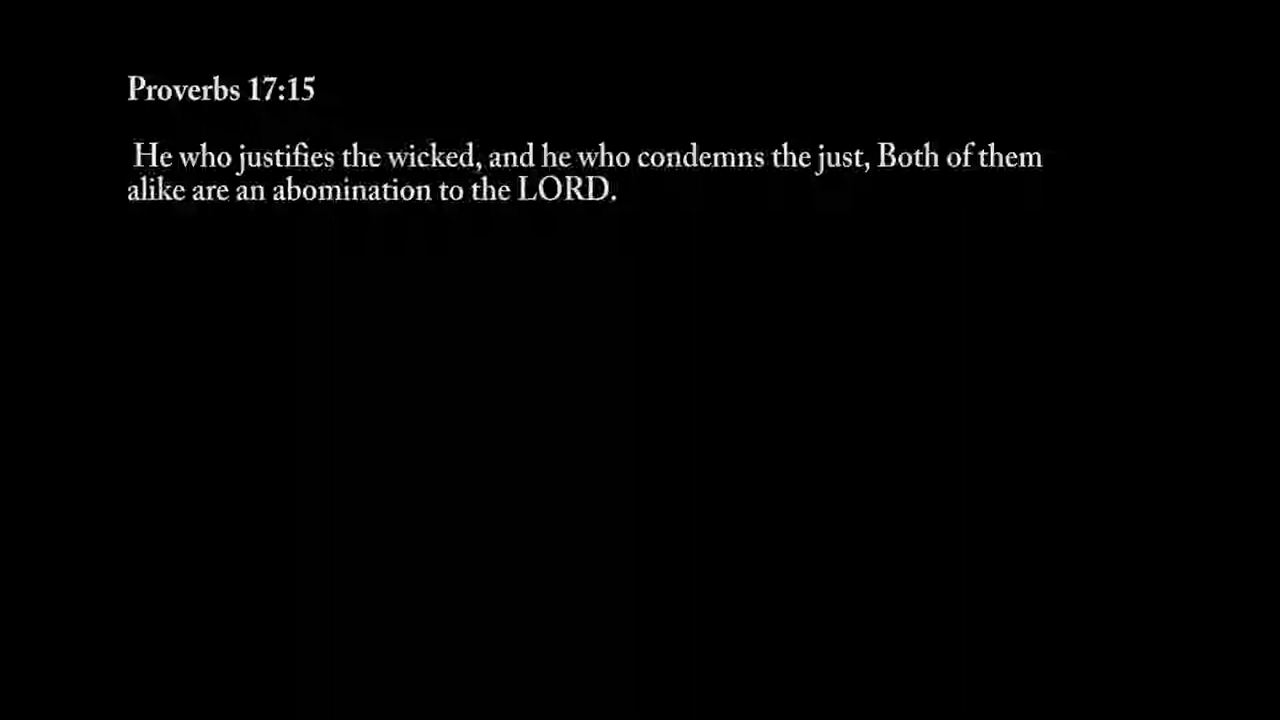 Proverbs 17:15
He who justifies the wicked, and he who condemns the just, Both of them
alike are an abomination to the LORD.